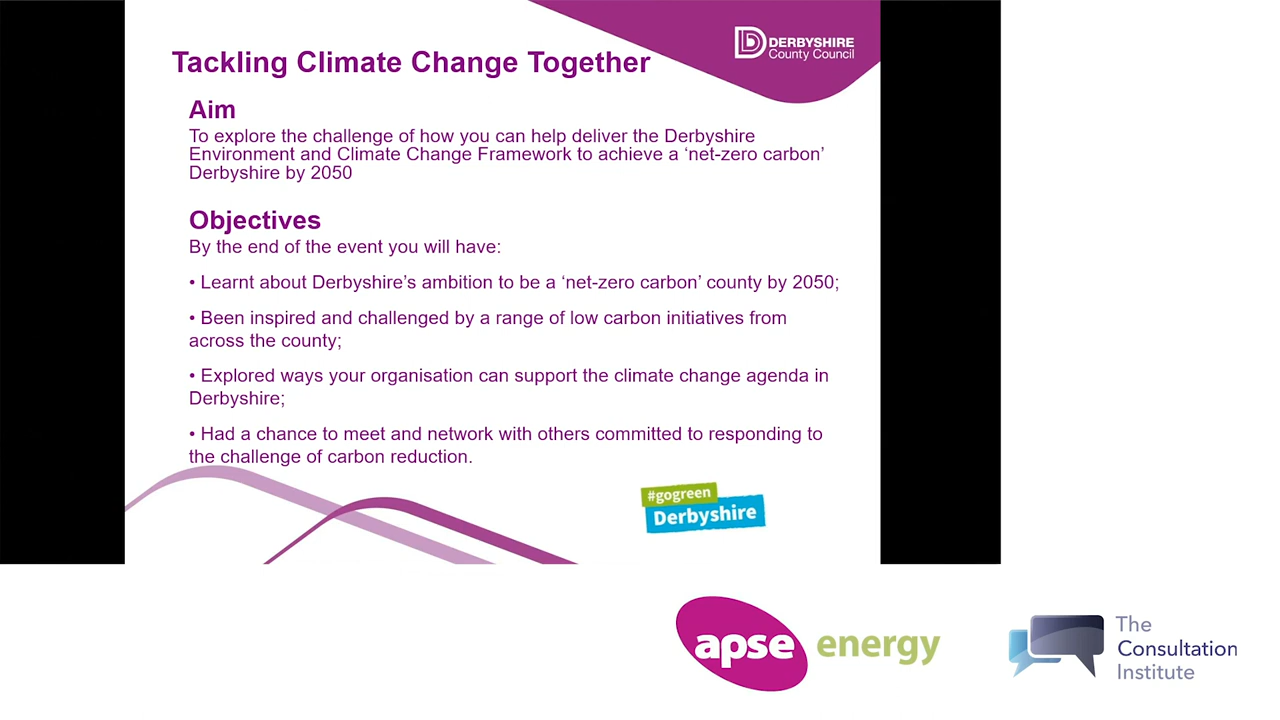 DERBYSHIRE
County Council
Tackling Climate Change Together
Aim
To explore the challenge of how you can help deliver the Derbyshire
Environment and Climate Change Framework to achieve a ‘net-zero carbon’
Derbyshire by 2050
Objectives
By the end of the event you will have:
• Learnt about Derbyshire’s ambition to be a ‘net-zero carbon’ county by 2050;
• Been inspired and challenged by a range of low carbon initiatives from
across the county;
• Explored ways your organisation can support the climate change agenda in
Derbyshire;
• Had a chance to meet and network with others committed to responding to
the challenge of carbon reduction.
#gogreen
Derbyshire
apse energy
The
Consultation
Institute